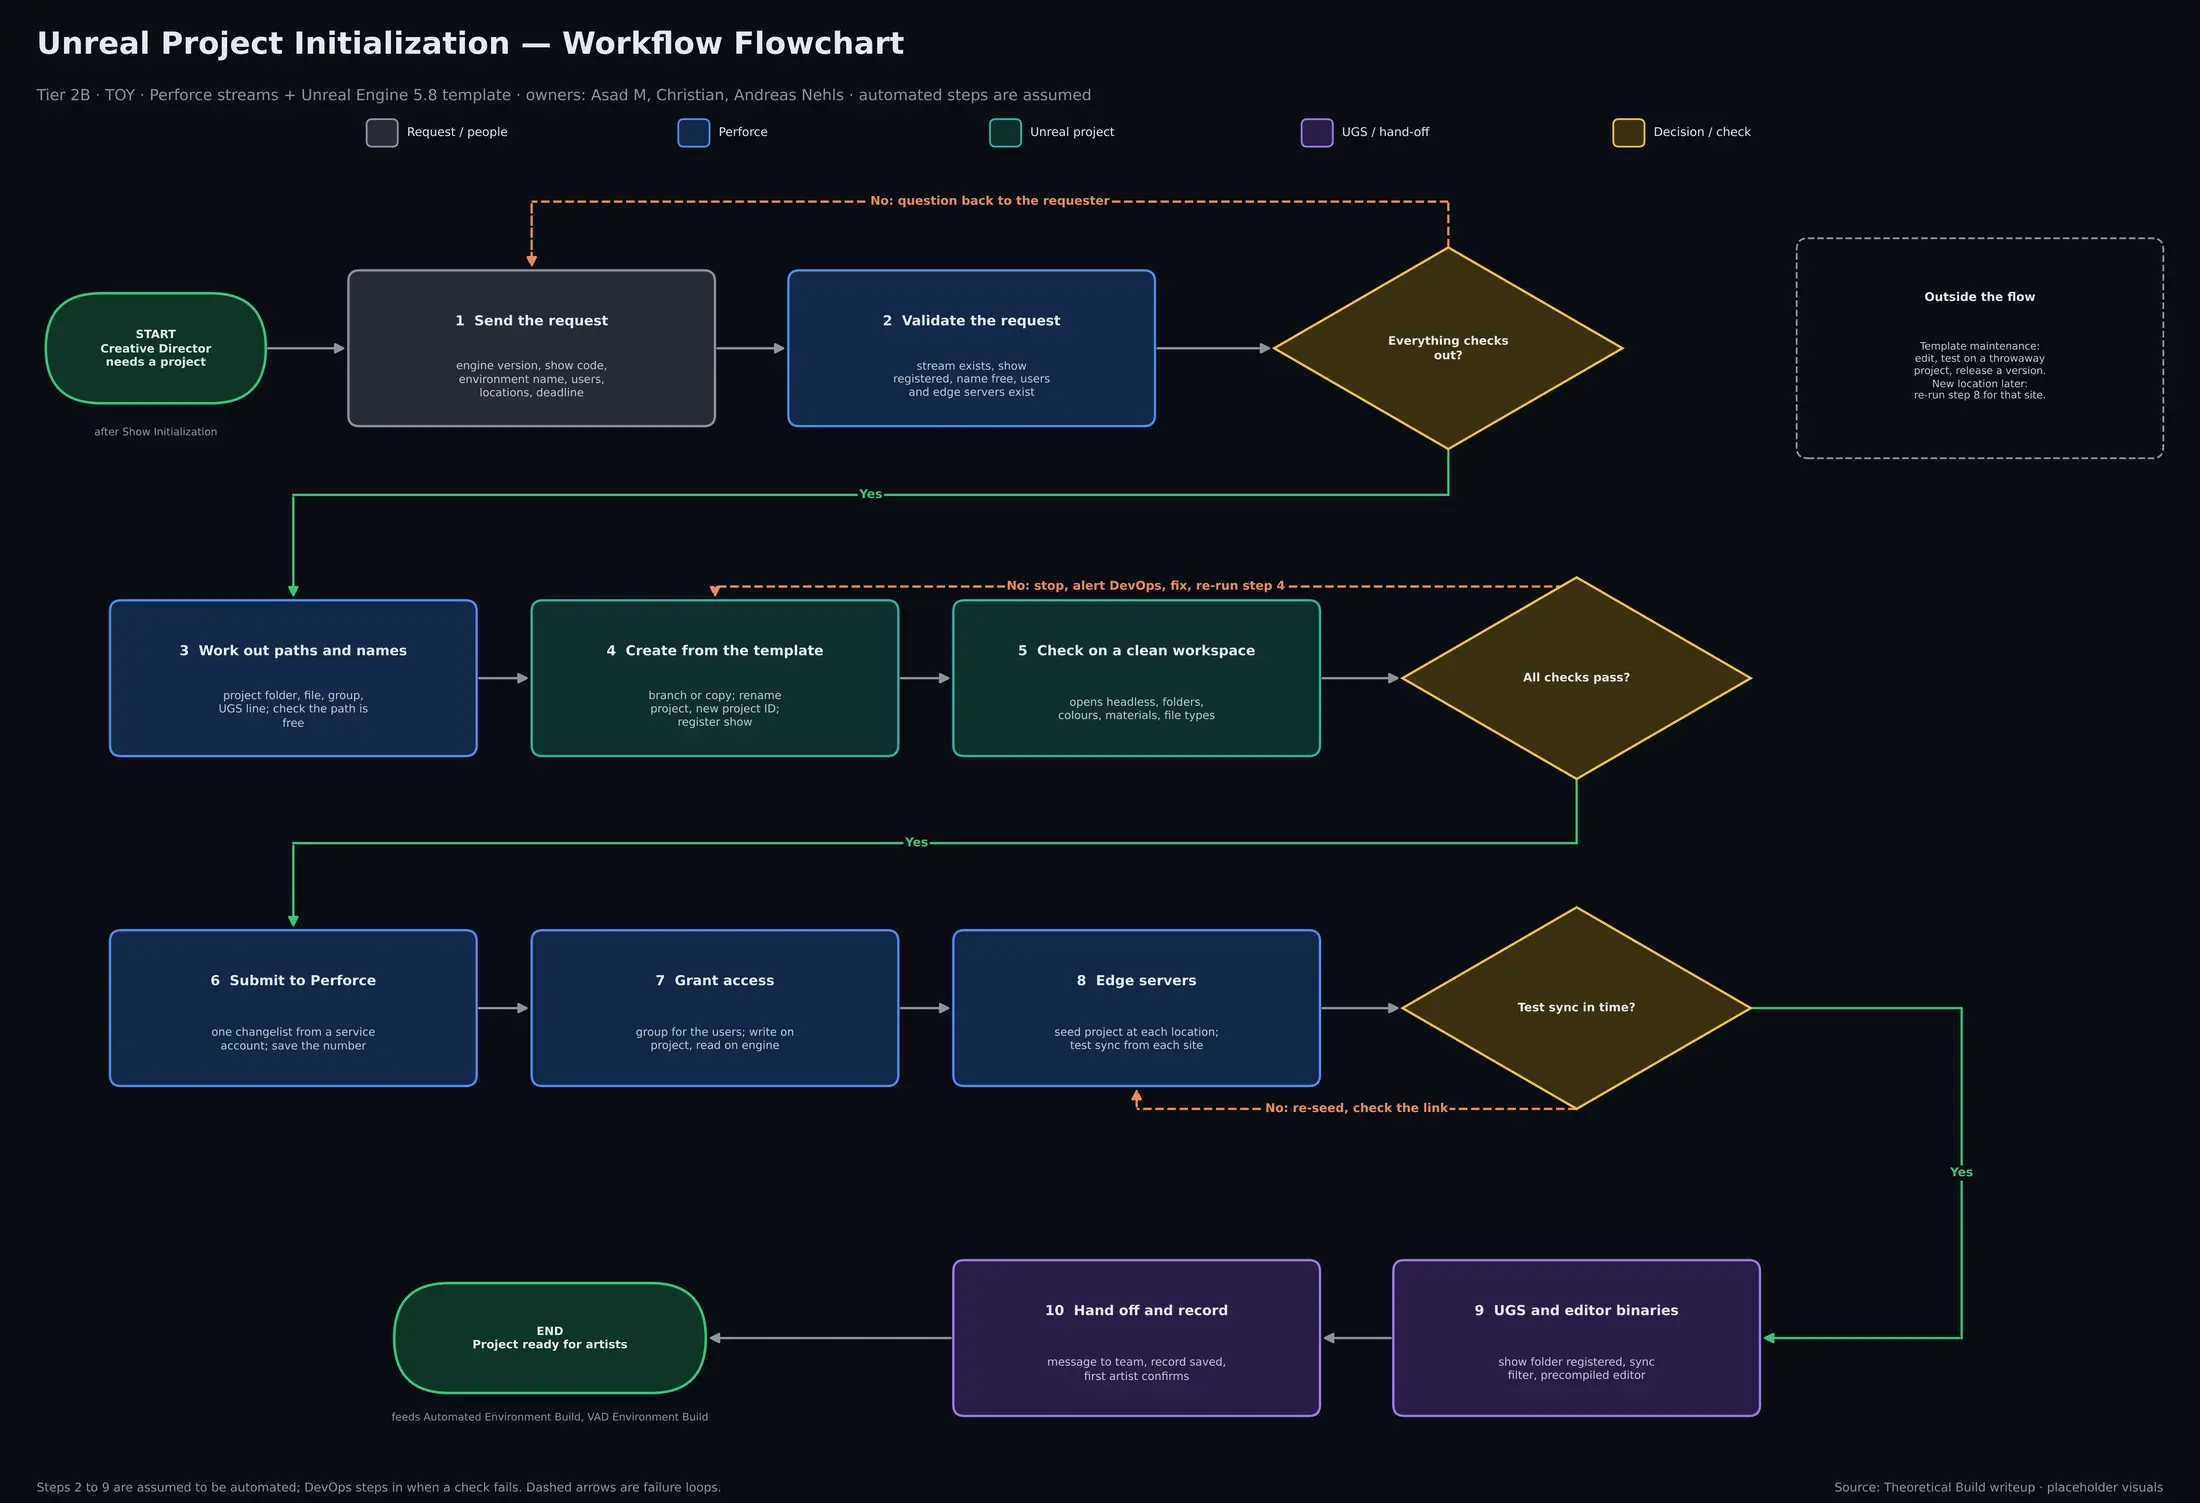 Unreal Project Initialization — Workflow Flowchart
Tier 2B · TOY · Perforce streams + Unreal Engine 5.8 template · owners: Asad M, Christian, Andreas Nehls · automated steps are assumed
Request / people
Perforce
Unreal project
UGS / hand-off
Decision / check
No: question back to the requester
START
Creative Director
needs a project
after Show Initialization
1 Send the request
engine version, show code,
environment name, users,
locations, deadline
2 Validate the request
stream exists, show
registered, name free, users
and edge servers exist
Everything checks
out?
Outside the flow
Template maintenance:
edit, test on a throwaway
project, release a version.
New location later:
re-run step 8 for that site.
Yes
No: stop, alert DevOps, fix, re-run step 4
3 Work out paths and names
project folder, file, group,
UGS line; check the path is
free
4 Create from the template
branch or copy; rename
project, new project ID;
register show
5 Check on a clean workspace
opens headless, folders,
colours, materials, file types
All checks pass?
Yes
6 Submit to Perforce
one changelist from a service
account; save the number
7 Grant access
group for the users; write on
project, read on engine
8 Edge servers
seed project at each location;
test sync from each site
Test sync in time?
No: re-seed, check the link
Yes
END
Project ready for artists
feeds Automated Environment Build, VAD Environment Build
10 Hand off and record
message to team, record saved,
first artist confirms
9 UGS and editor binaries
show folder registered, sync
filter, precompiled editor
Steps 2 to 9 are assumed to be automated; DevOps steps in when a check fails. Dashed arrows are failure loops.
Source: Theoretical Build writeup · placeholder visuals